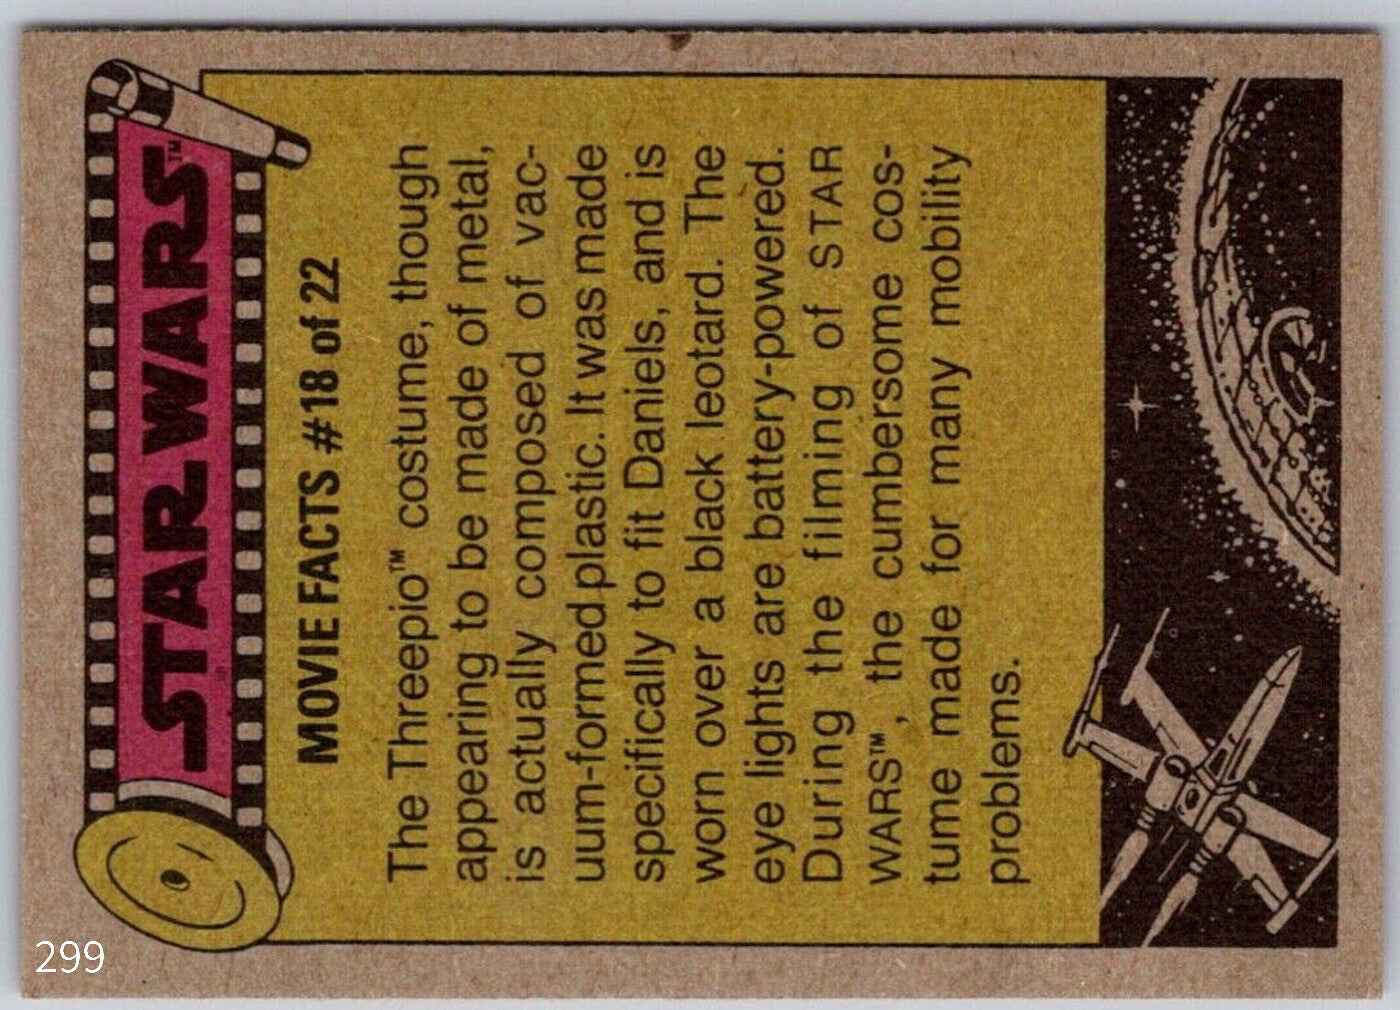 STAR WARS™
MOVIE FACTS #18 of 22
The Threepio™ costume, though
appearing to be made of metal,
is actually composed of vac-
uum-formed plastic. It was made
specifically to fit Daniels, and is
worn over a black leotard. The
eye lights are battery-powered.
During the filming of STAR
WARS™, the cumbersome cos-
tume made for many mobility
problems.
299